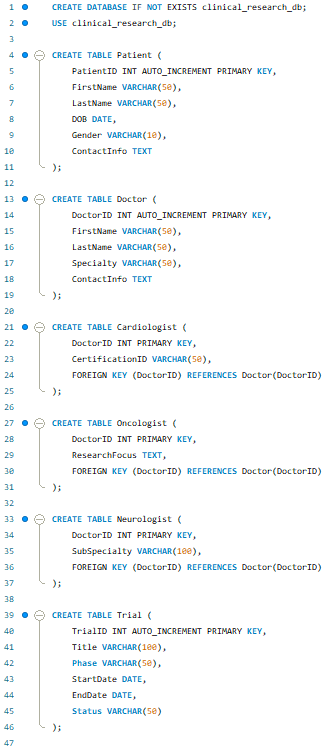 1 CREATE DATABASE IF NOT EXISTS clinical_research_db;
2 USE clinical_research_db;
3
4 CREATE TABLE Patient (
5 PatientID INT AUTO_INCREMENT PRIMARY KEY,
6 FirstName VARCHAR(50),
7 LastName VARCHAR(50),
8 DOB DATE,
9 Gender VARCHAR(10),
10 ContactInfo TEXT
11 );
12
13 CREATE TABLE Doctor (
14 DoctorID INT AUTO_INCREMENT PRIMARY KEY,
15 FirstName VARCHAR(50),
16 LastName VARCHAR(50),
17 Specialty VARCHAR(50),
18 ContactInfo TEXT
19 );
20
21 CREATE TABLE Cardiologist (
22 DoctorID INT PRIMARY KEY,
23 CertificationID VARCHAR(50),
24 FOREIGN KEY (DoctorID) REFERENCES Doctor(DoctorID)
25 );
26
27 CREATE TABLE Oncologist (
28 DoctorID INT PRIMARY KEY,
29 ResearchFocus TEXT,
30 FOREIGN KEY (DoctorID) REFERENCES Doctor(DoctorID)
31 );
32
33 CREATE TABLE Neurologist (
34 DoctorID INT PRIMARY KEY,
35 SubSpecialty VARCHAR(100),
36 FOREIGN KEY (DoctorID) REFERENCES Doctor(DoctorID)
37 );
38
39 CREATE TABLE Trial (
40 TrialID INT AUTO_INCREMENT PRIMARY KEY,
41 Title VARCHAR(100),
42 Phase VARCHAR(50),
43 StartDate DATE,
44 EndDate DATE,
45 Status VARCHAR(50)
46 );
47